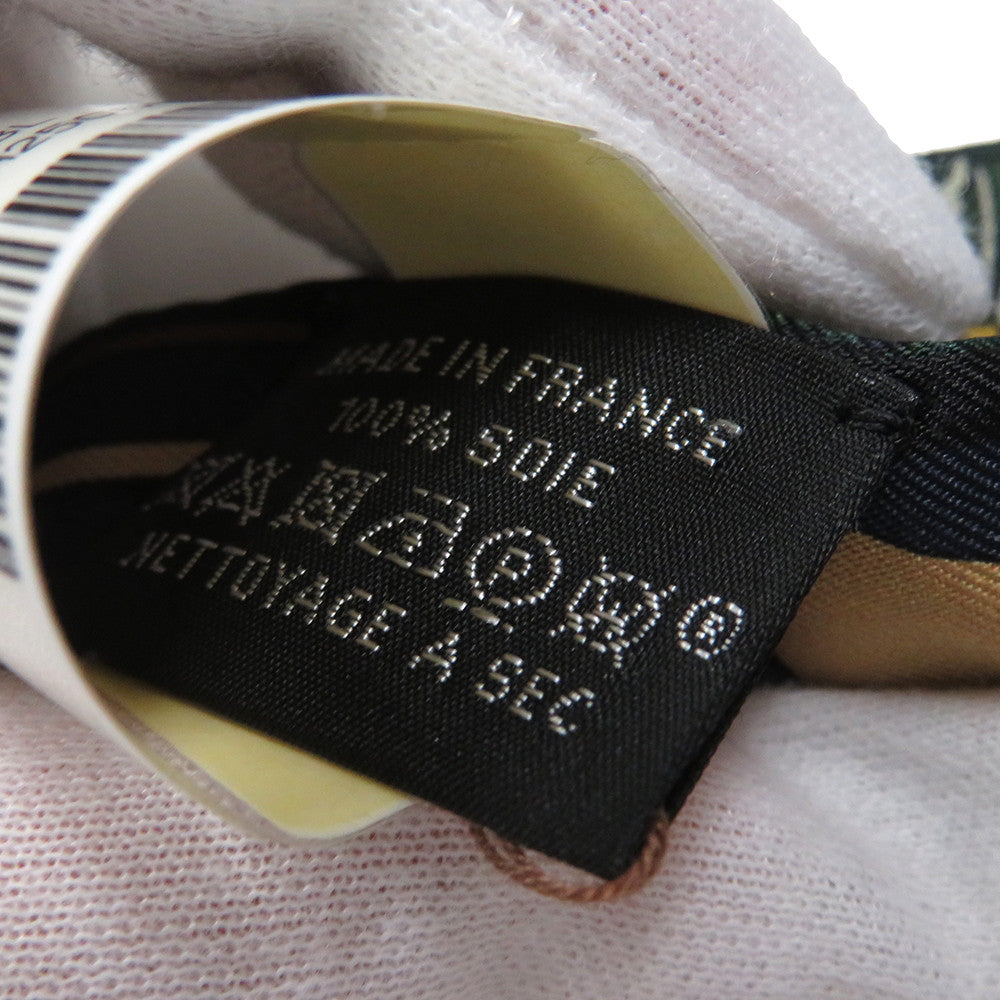 MADE IN FRANCE
100% SOIE
P ®
NETTOYAGE A SEC